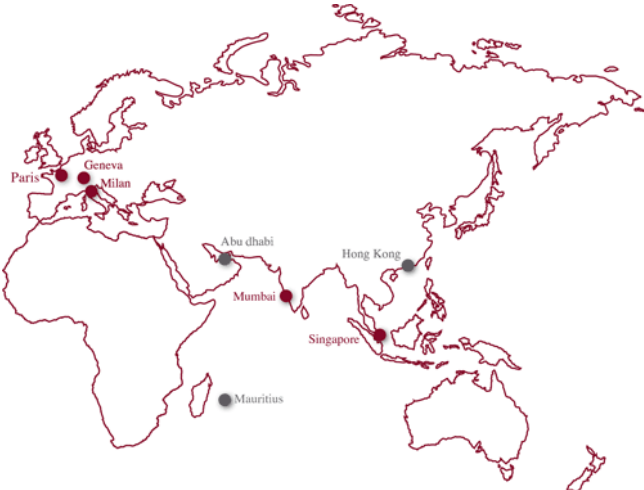 Geneva
Paris
Milan
Abu dhabi
Hong Kong
Mumbai
Singapore
Mauritius